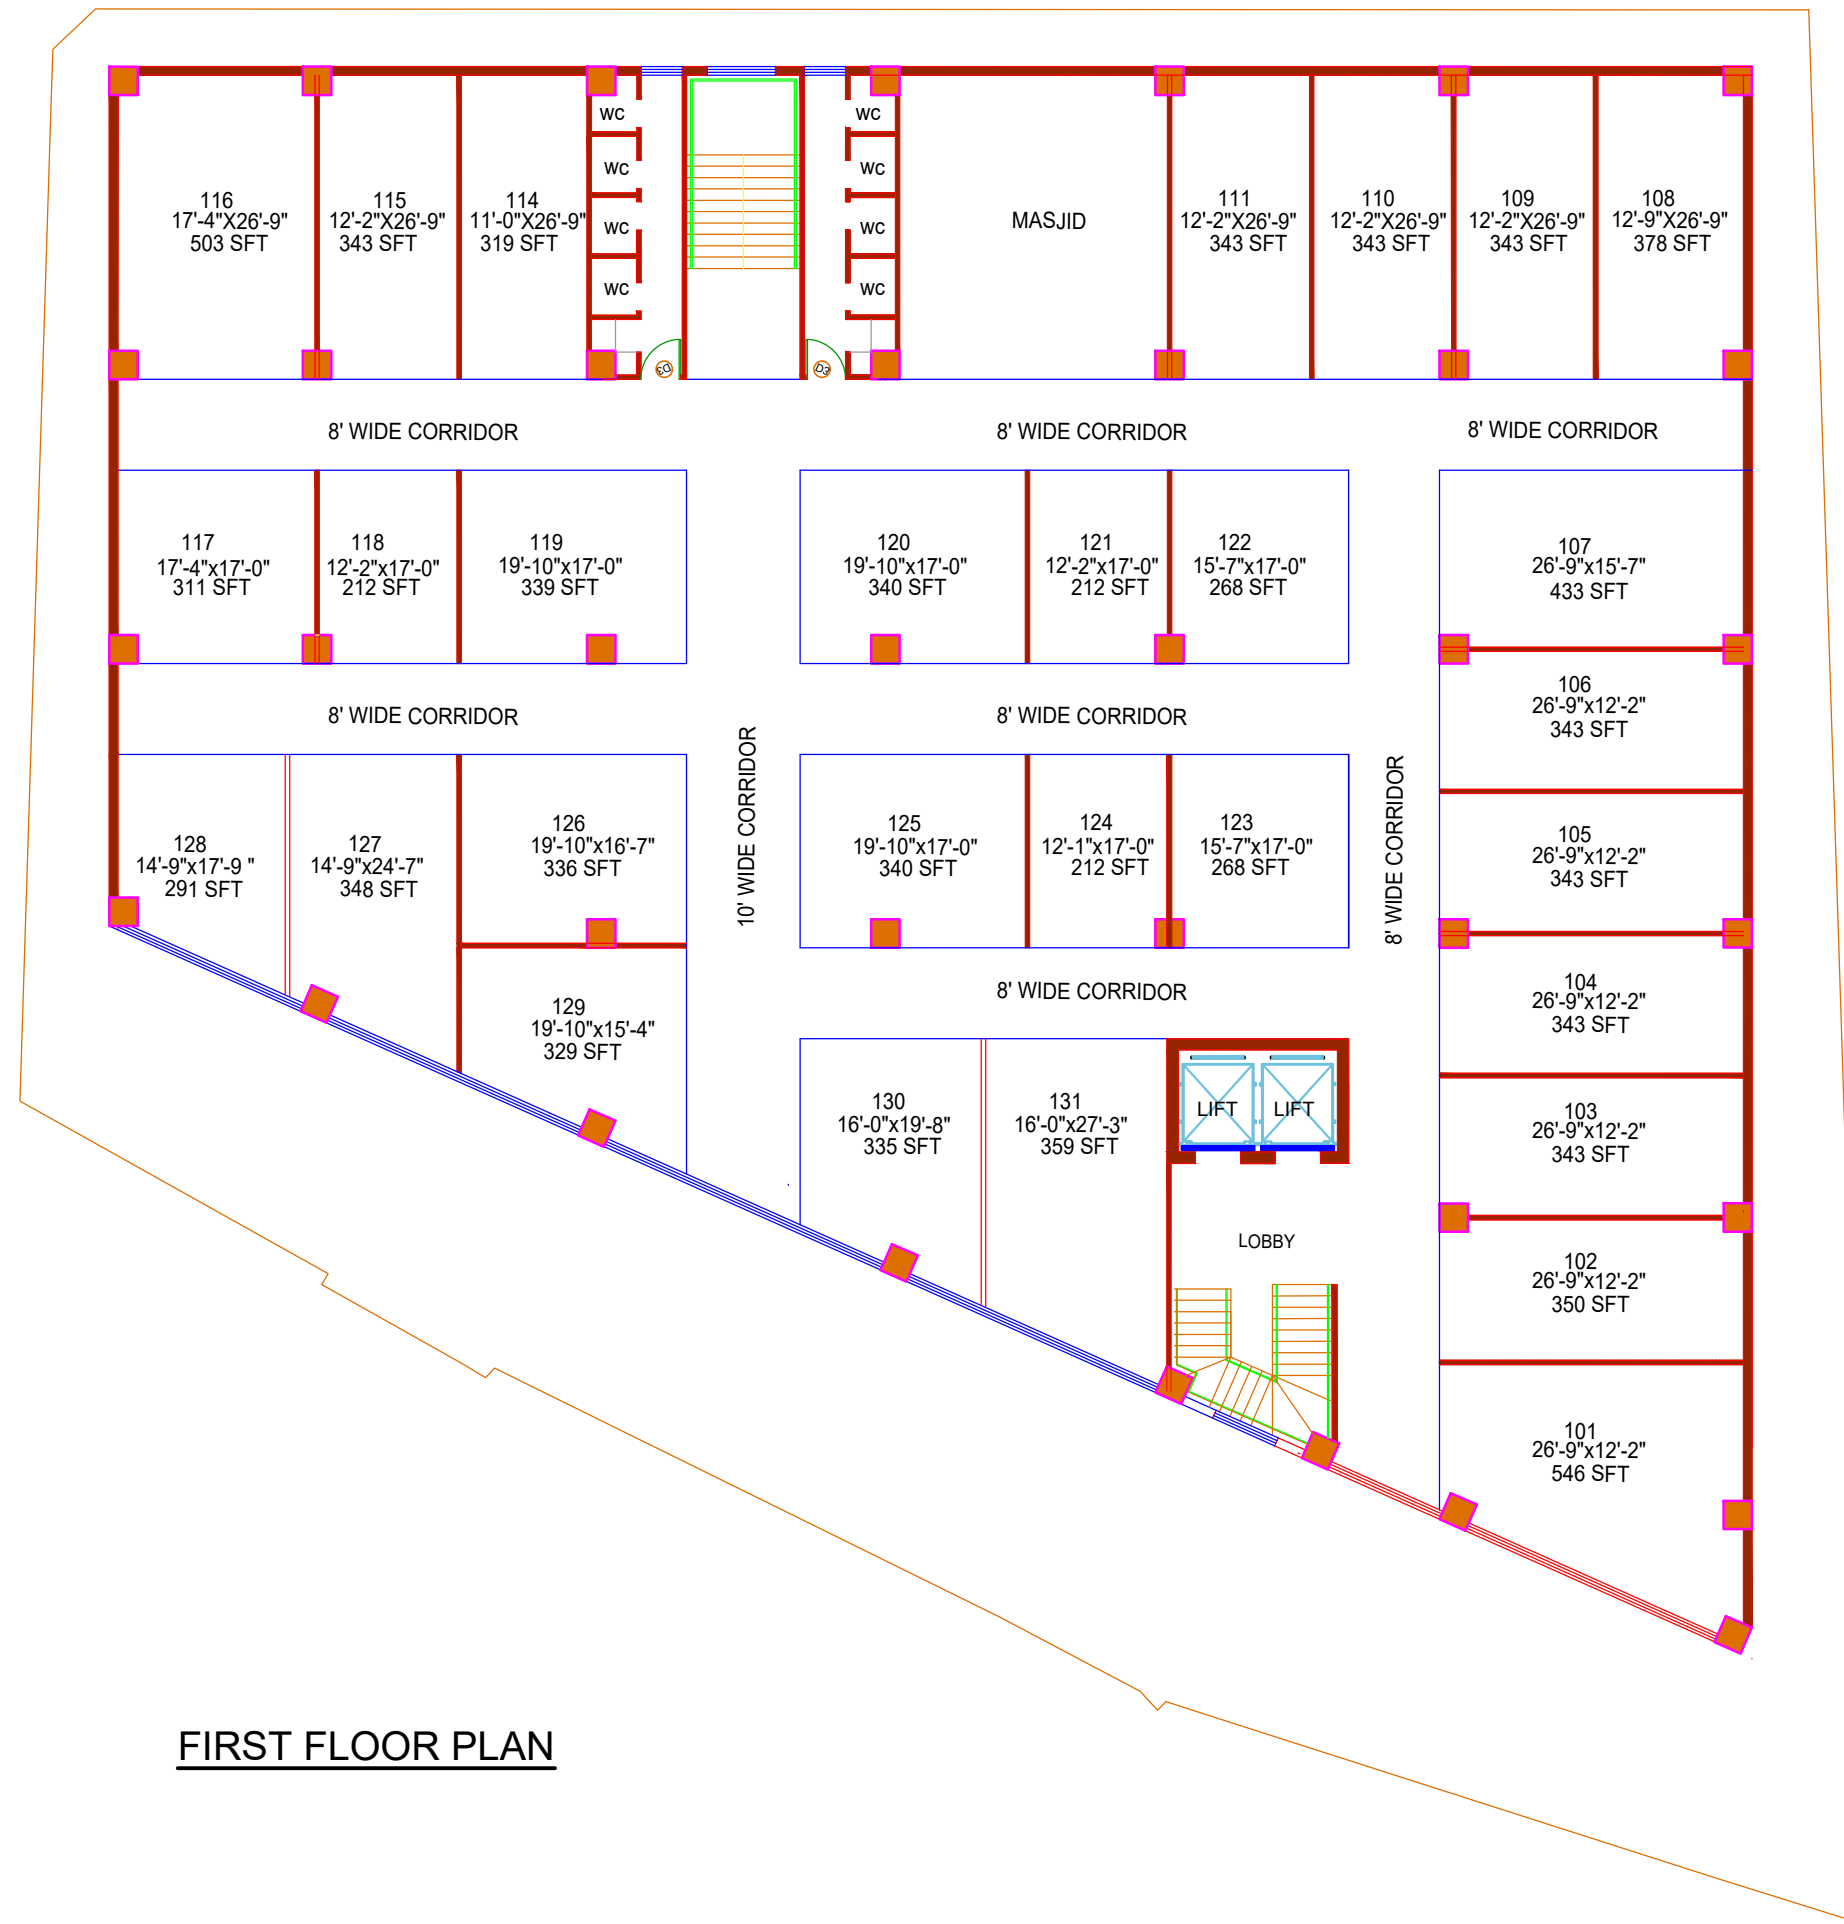 WC
WC
WC
WC
WC
WC
WC
WC
116
17'-4"X26'-9"
503 SFT
115
12'-2"X26'-9"
343 SFT
114
11'-0"X26'-9"
319 SFT
MASJID
111
12'-2"X26'-9"
343 SFT
110
12'-2"X26'-9"
343 SFT
109
12'-2"X26'-9"
343 SFT
108
12'-9"X26'-9"
378 SFT
D3
D3
8' WIDE CORRIDOR
8' WIDE CORRIDOR
8' WIDE CORRIDOR
117
17'-4"x17'-0"
311 SFT
118
12'-2"x17'-0"
212 SFT
119
19'-10"x17'-0"
339 SFT
120
19'-10"x17'-0"
340 SFT
121
12'-2"x17'-0"
212 SFT
122
15'-7"x17'-0"
268 SFT
107
26'-9"x15'-7"
433 SFT
106
26'-9"x12'-2"
343 SFT
8' WIDE CORRIDOR
8' WIDE CORRIDOR
10' WIDE CORRIDOR
8' WIDE CORRIDOR
128
14'-9"x17'-9 "
291 SFT
127
14'-9"x24'-7"
348 SFT
126
19'-10"x16'-7"
336 SFT
125
19'-10"x17'-0"
340 SFT
124
12'-1"x17'-0"
212 SFT
123
15'-7"x17'-0"
268 SFT
105
26'-9"x12'-2"
343 SFT
129
19'-10"x15'-4"
329 SFT
8' WIDE CORRIDOR
104
26'-9"x12'-2"
343 SFT
130
16'-0"x19'-8"
335 SFT
131
16'-0"x27'-3"
359 SFT
LIFT
LIFT
103
26'-9"x12'-2"
343 SFT
LOBBY
102
26'-9"x12'-2"
350 SFT
101
26'-9"x12'-2"
546 SFT
FIRST FLOOR PLAN